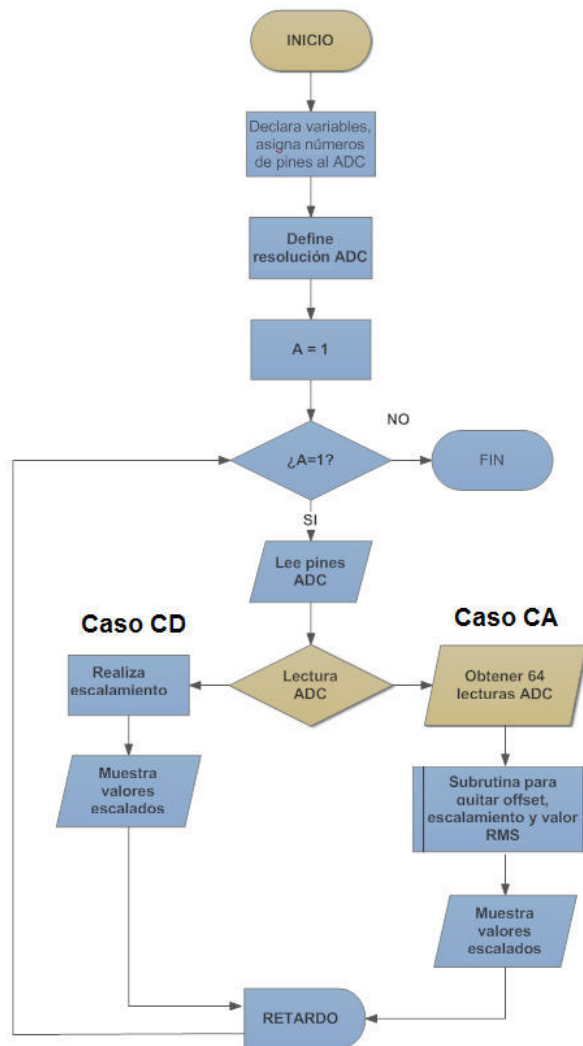 INICIO
Declara variables,
asigna números
de pines al ADC
Define
resolución ADC
A = 1
NO
¿A=1?
FIN
SI
Lee pines
ADC
Caso CD
Caso CA
Realiza
escalamiento
Lectura
ADC
Obtener 64
lecturas ADC
Muestra
valores
escalados
Subrutina para
quitar offset,
escalamiento y valor
RMS
Muestra
valores
escalados
RETARDO